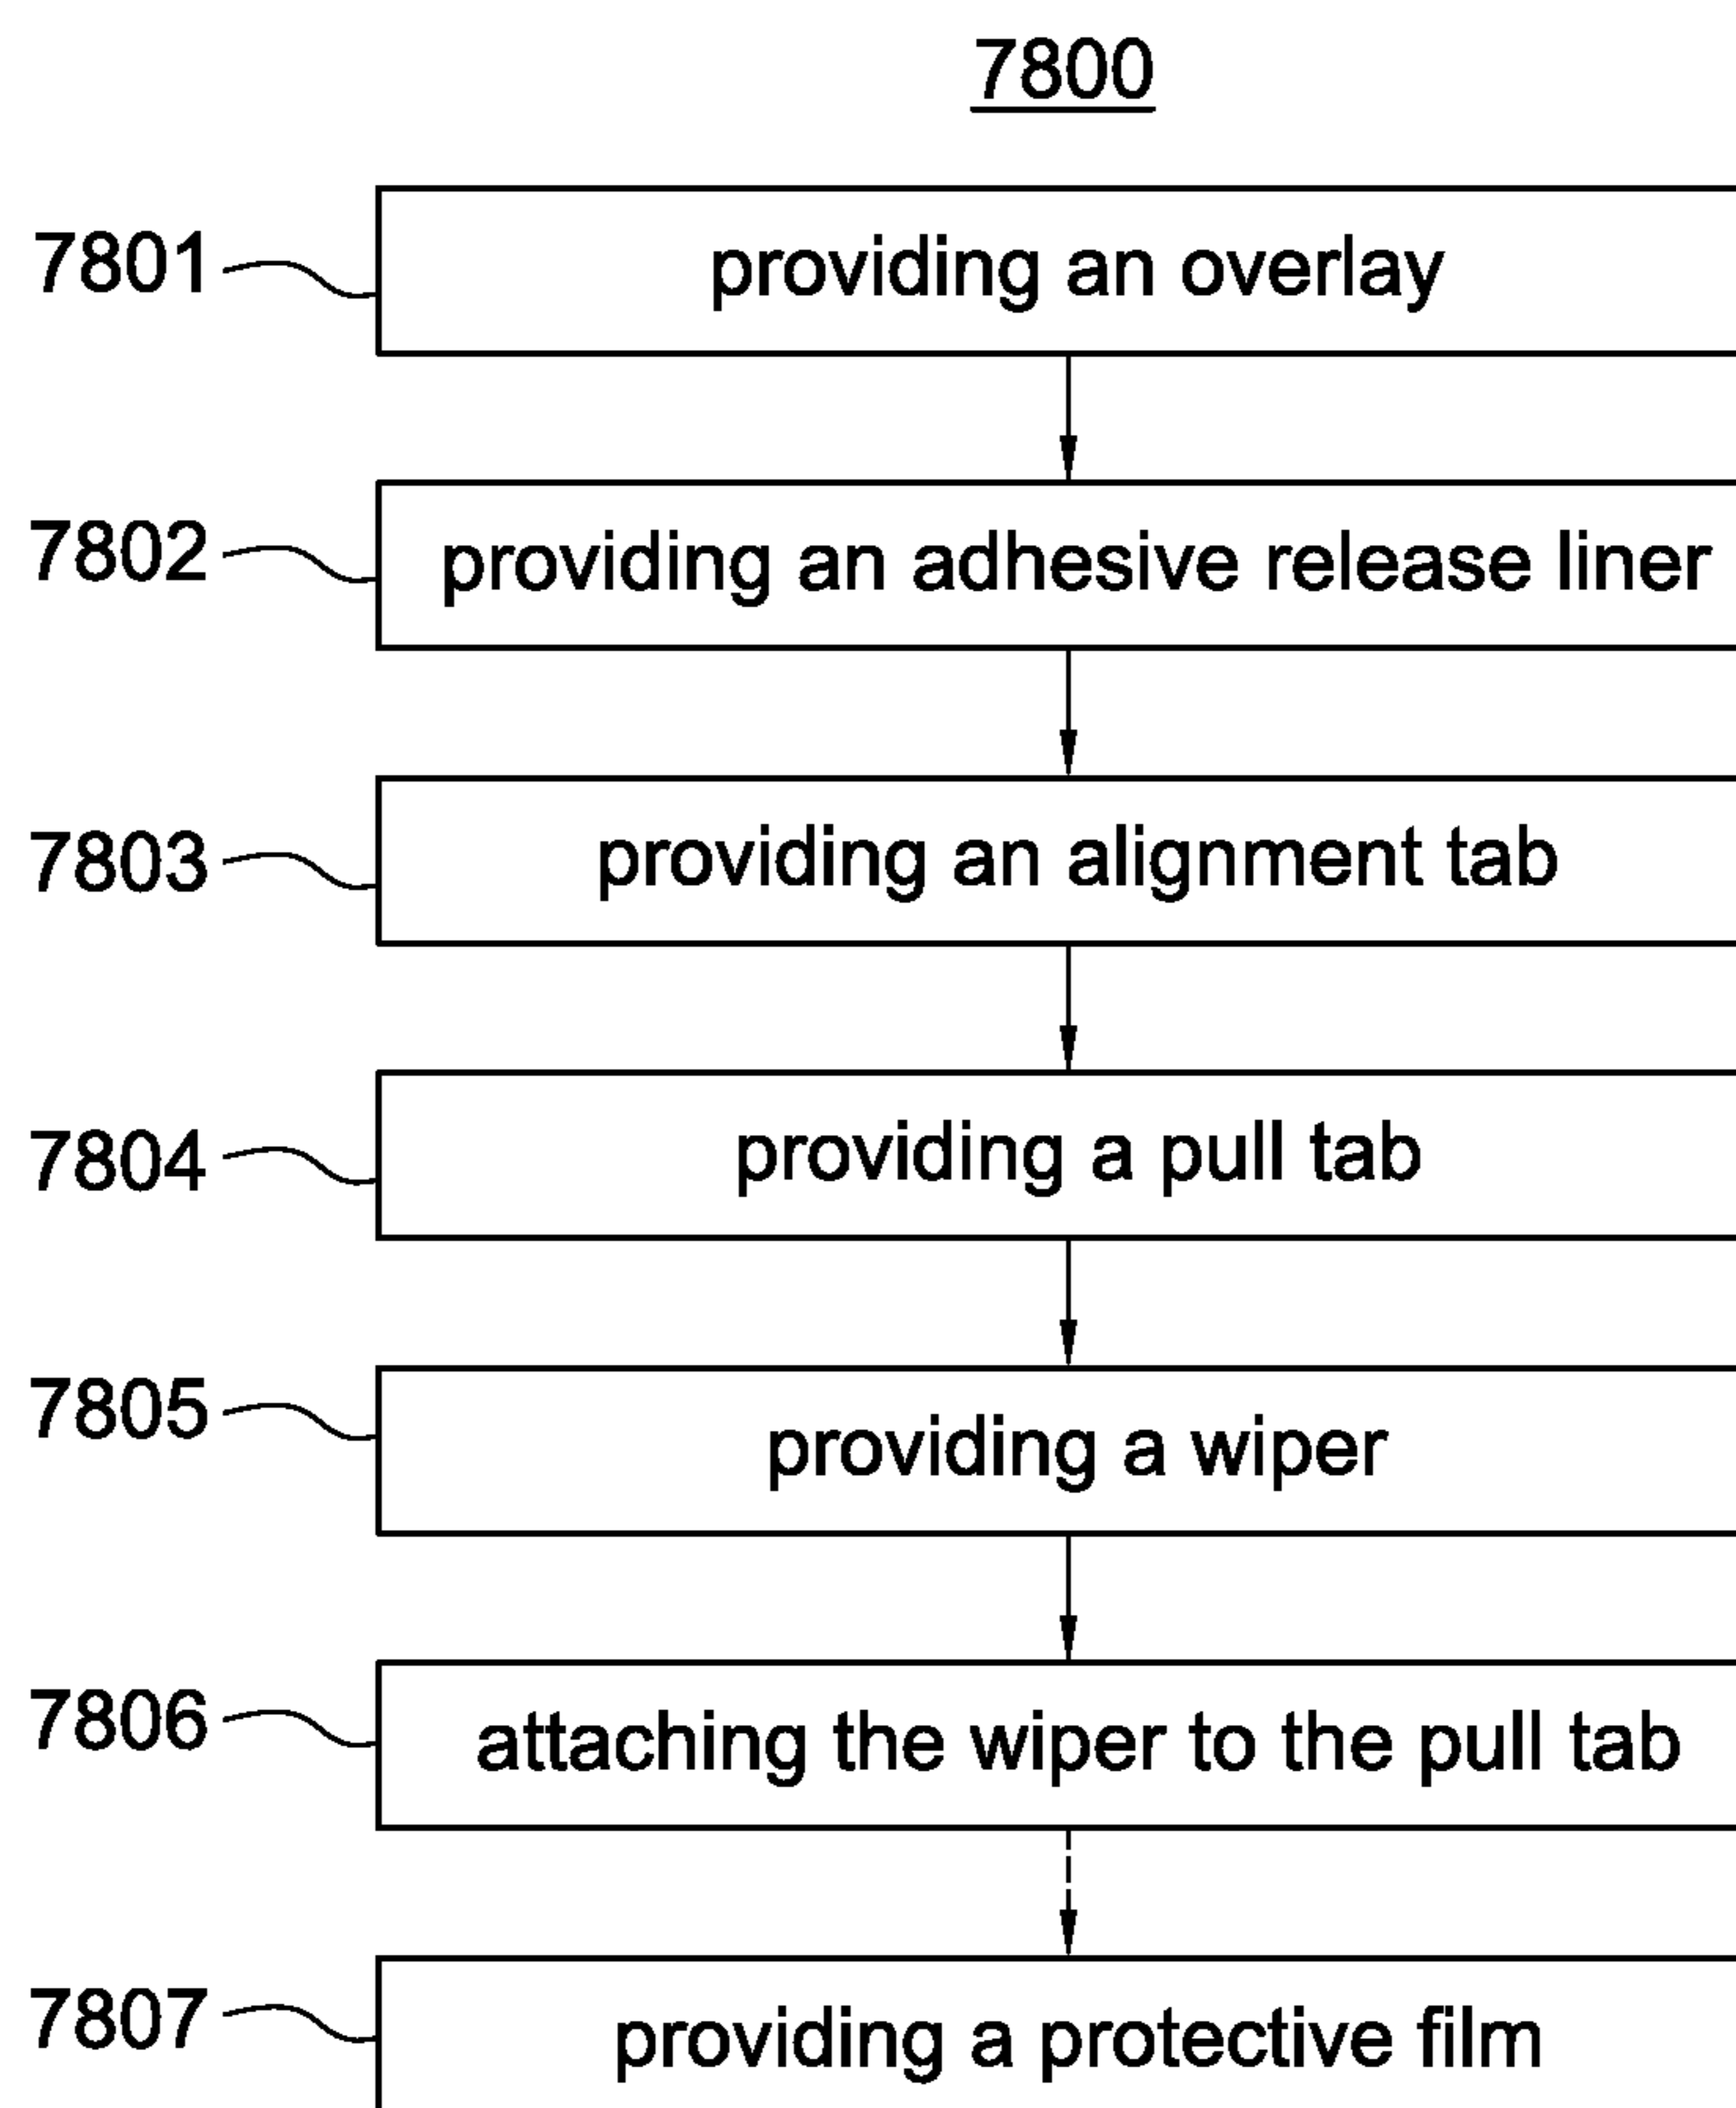 7800
7801 providing an overlay
7802 providing an adhesive release liner
7803 providing an alignment tab
7804 providing a pull tab
7805 providing a wiper
7806 attaching the wiper to the pull tab
7807 providing a protective film